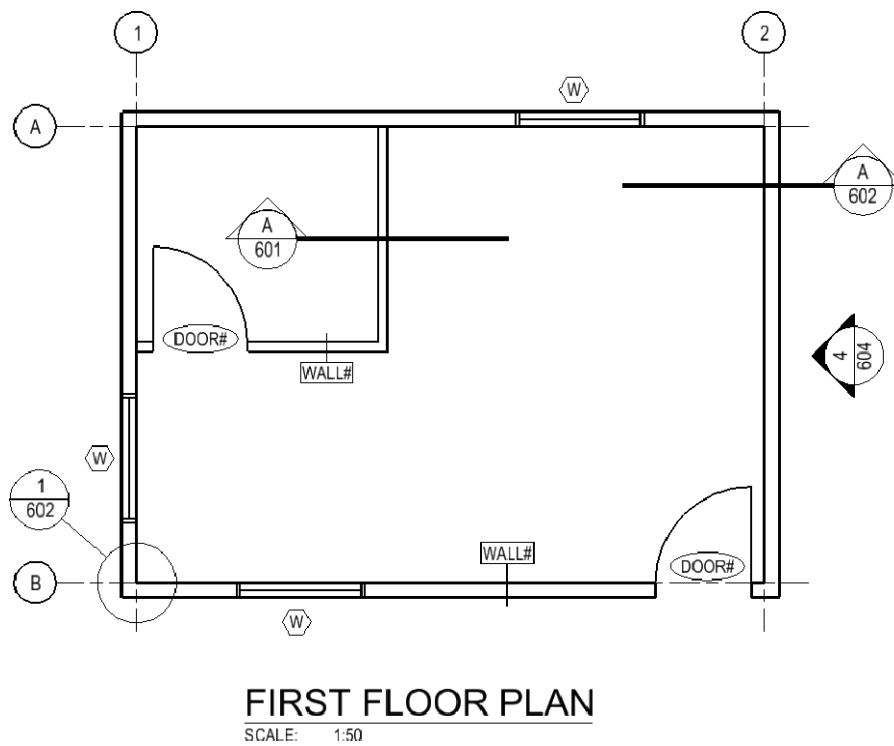 1
2
W
A
A
602
A
601
DOOR#
4
604
WALL#
W
1
602
WALL#
DOOR#
B
W
FIRST FLOOR PLAN
SCALE: 1:50